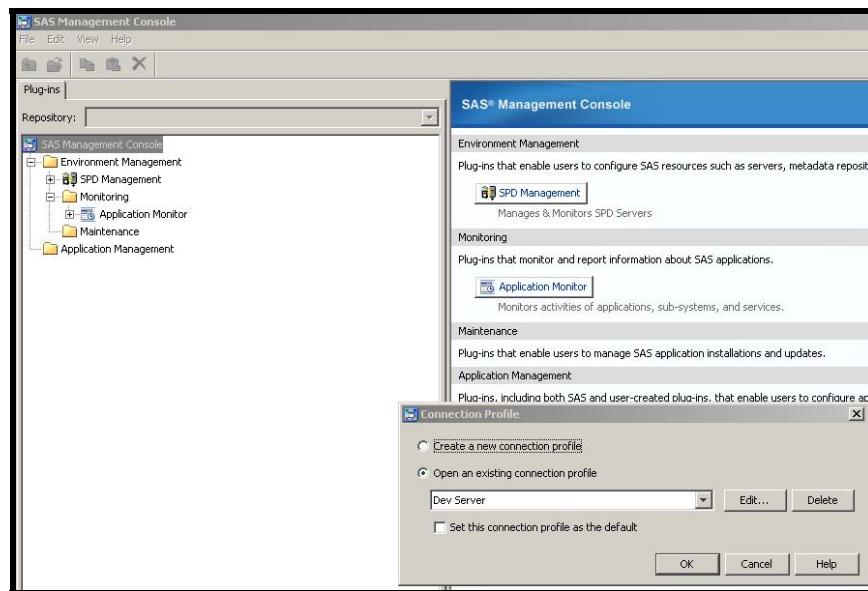 SAS Management Console
File Edit View Help
Plug-ins
Repository:
SAS Management Console
Environment Management
SPD Management
Monitoring
Application Monitor
Maintenance
Application Management
SAS® Management Console
Environment Management
Plug-ins that enable users to configure SAS resources such as servers, metadata reposit
SPD Management
Manages & Monitors SPD Servers
Monitoring
Plug-ins that monitor and report information about SAS applications.
Application Monitor
Monitors activities of applications, sub-systems, and services.
Maintenance
Plug-ins that enable users to manage SAS application installations and updates.
Application Management
Plug-ins, including both SAS and user-created plug-ins, that enable users to configure ap
Connection Profile
Create a new connection profile
Open an existing connection profile
Dev Server Edit... Delete
Set this connection profile as the default
OK Cancel Help